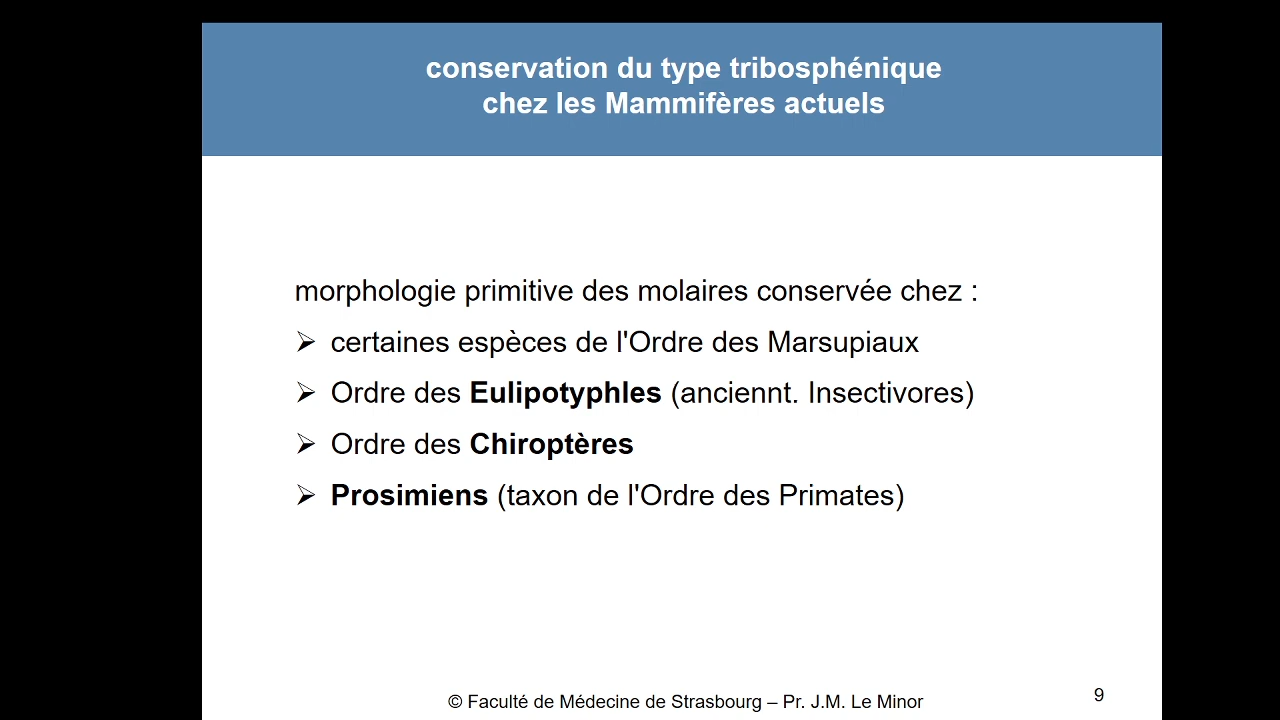 conservation du type tribosphénique
chez les Mammifères actuels
morphologie primitive des molaires conservée chez :
➢ certaines espèces de l'Ordre des Marsupiaux
➢ Ordre des Eulipotyphles (anciennt. Insectivores)
➢ Ordre des Chiroptères
➢ Prosimiens (taxon de l'Ordre des Primates)
© Faculté de Médecine de Strasbourg – Pr. J.M. Le Minor
9